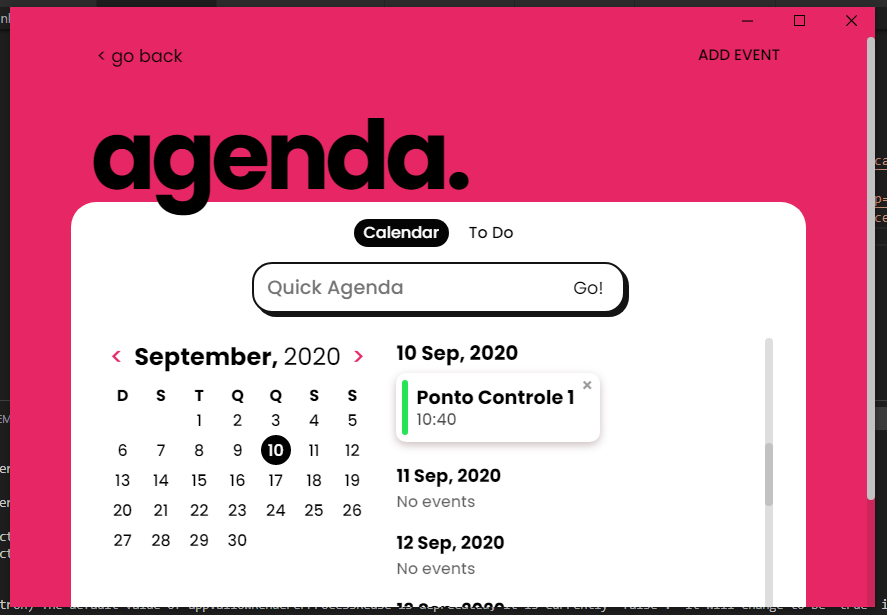 < go back
ADD EVENT
agenda.
Calendar To Do
Quick Agenda Go!
< September, 2020 >
D S T Q Q S S
1 2 3 4 5
6 7 8 9 10 11 12
13 14 15 16 17 18 19
20 21 22 23 24 25 26
27 28 29 30
10 Sep, 2020
Ponto Controle 1 ×
10:40
11 Sep, 2020
No events
12 Sep, 2020
No events